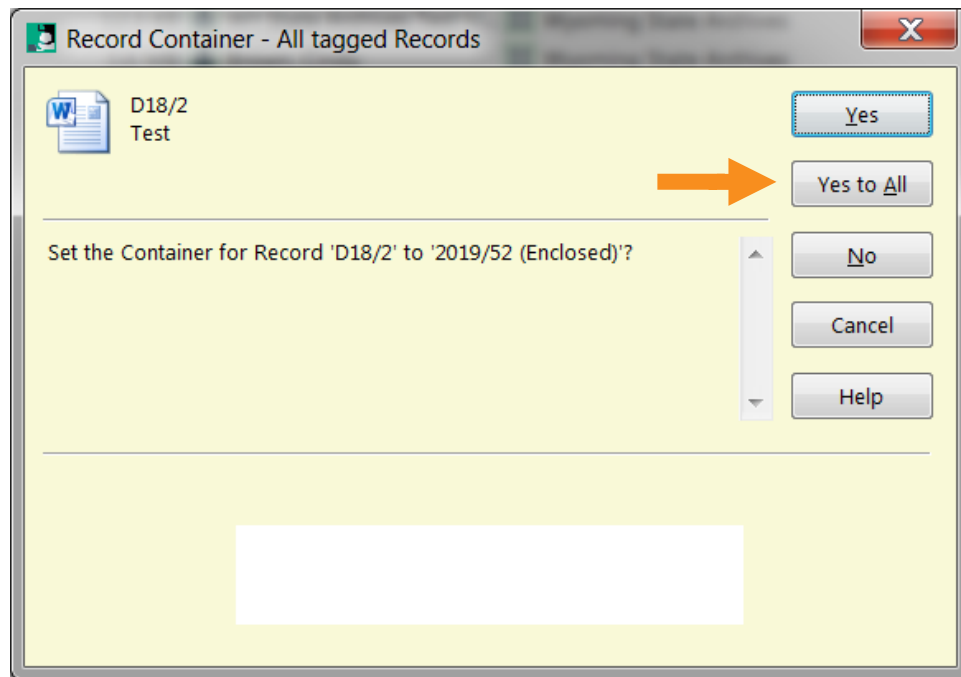 Record Container - All tagged Records
D18/2
Test
Yes
Yes to All
Set the Container for Record 'D18/2' to '2019/52 (Enclosed)'?
No
Cancel
Help